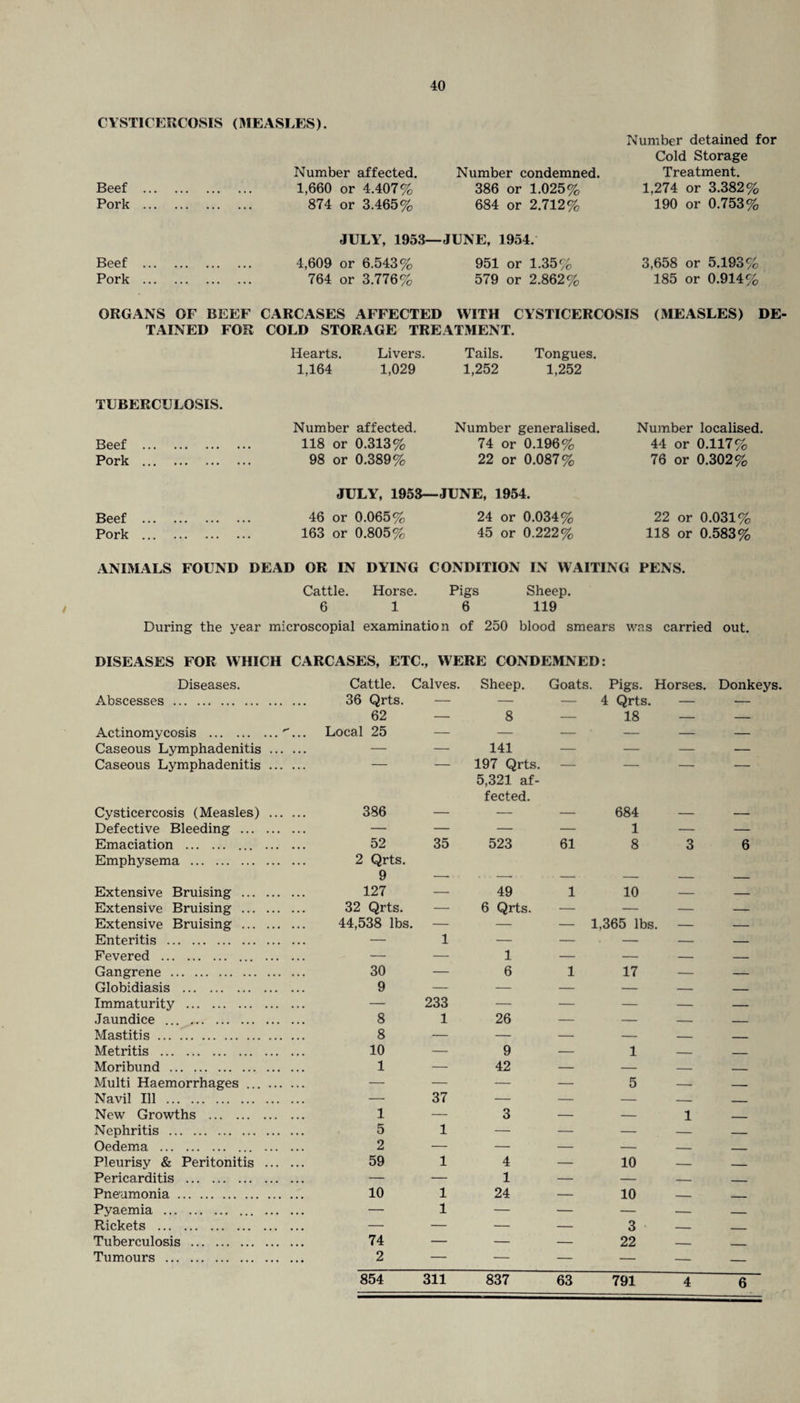 40
CYSTICERCOSIS (MEASLES).
Number detained for
Cold Storage
Number affected. Number condemned. Treatment.
Beef ... ... ... ... 1,660 or 4.407% 386 or 1.025% 1,274 or 3.382%
Pork ... ... ... ... 874 or 3.465% 684 or 2.712% 190 or 0.753%
JULY, 1953—JUNE, 1954.
Beef ... ... ... ... 4,609 or 6.543% 951 or 1.35% 3,658 or 5.193%
Pork ... ... ... ... 764 or 3.776% 579 or 2.862% 185 or 0.914%
ORGANS OF BEEF CARCASES AFFECTED WITH CYSTICERCOSIS (MEASLES) DE-
TAINED FOR COLD STORAGE TREATMENT.
Hearts. Livers. Tails. Tongues.
1,164 1,029 1,252 1,252
TUBERCULOSIS.
Number affected. Number generalised. Number localised.
Beef ... ... ... ... 118 or 0.313% 74 or 0.196% 44 or 0.117%
Pork ... ... ... ... 98 or 0.389% 22 or 0.087% 76 or 0.302%
JULY, 1953—JUNE, 1954.
Beef ... ... ... ... 46 or 0.065% 24 or 0.034% 22 or 0.031%
Pork ... ... ... ... 163 or 0.805% 45 or 0.222% 118 or 0.583%
ANIMALS FOUND DEAD OR IN DYING CONDITION IN WAITING PENS.
Cattle. Horse. Pigs Sheep.
6 1 6 119
During the year microscopial examination of 250 blood smears was carried out.
DISEASES FOR WHICH CARCASES, ETC., WERE CONDEMNED:
Diseases. Cattle. Calves. Sheep. Goats. Pigs. Horses. Donkeys.
Abscesses ... ... ... ... ... ... 36 Qrts. — — — 4 Qrts. — —
62 — 8 — 18 — —
Actinomycosis ... ... ... ... Local 25 — — — — — —
Caseous Lymphadenitis ... ... — — 141 — — — —
Caseous Lymphadenitis ... ... — — 197 Qrts. — — — —
5,321 af-
fected.
Cysticercosis (Measles) ... ... 386 — — — 684 — —
Defective Bleeding ... ... ... — — — — 1 — —
Emaciation ... ... ... ... ... 52 35 523 61 8 3 6
Emphysema ... ... ... ... ... 2 Qrts.
9 — — — — — —
Extensive Bruising ... ... ... 127 — 49 1 10 — —
Extensive Bruising ... ... ... 32 Qrts. — 6 Qrts. — — — —
Extensive Bruising ... ... ... 44,538 lbs. — — — 1,365 lbs. — —
Enteritis ... ... ... ... ... ... — 1 — — — — —
Fevered ... ... ... ... ... ... — — 1 — — — —
Gangrene ... ... ... ... ... ... 30 — 6 1 17 — —
Globidiasis ... ... ... ... ... 9 — — — — — —
Immaturity ... ... ... ... ... — 233 — — — — —
Jaundice ... ... ... ... ... ... 8 1 26 — — — —
Mastitis ... ... ... ... ... ... 8 — — — — — —
Metritis ... ... ... ... ... ... 10 — 9 — 1 — —
Moribund ... ... ... ... ... ... 1 — 42 — — — —
Multi Haemorrhages ... ... ... — — — — 5 — —
Navil Ill ... ... ... ... ... ... — 37 — — — — —
New Growths ... ... ... ... 1 — 3 — — 1 —
Nephritis ... ... ... ... ... ... 5 1 — — — — —
Oedema ... ... ... ... ... ... 2 — — — — — —
Pleurisy & Peritonitis ... ... 59 1 4 — 10 — —
Pericarditis ... ... ... ... ... — — 1 — — — —
Pneumonia ... ... ... ... ... ... 10 1 24 — 10 — —
Pyaemia ... ... ... ... ... ... — 1 — — — — —
Rickets ... ... ... ... ... ... — — — — 3 — —
Tuberculosis ... ... ... ... ... 74 — — — 22 — —
Tumours ... ... ... ... ... ... 2 — — — — — —
854 311 837 63 791 4 6